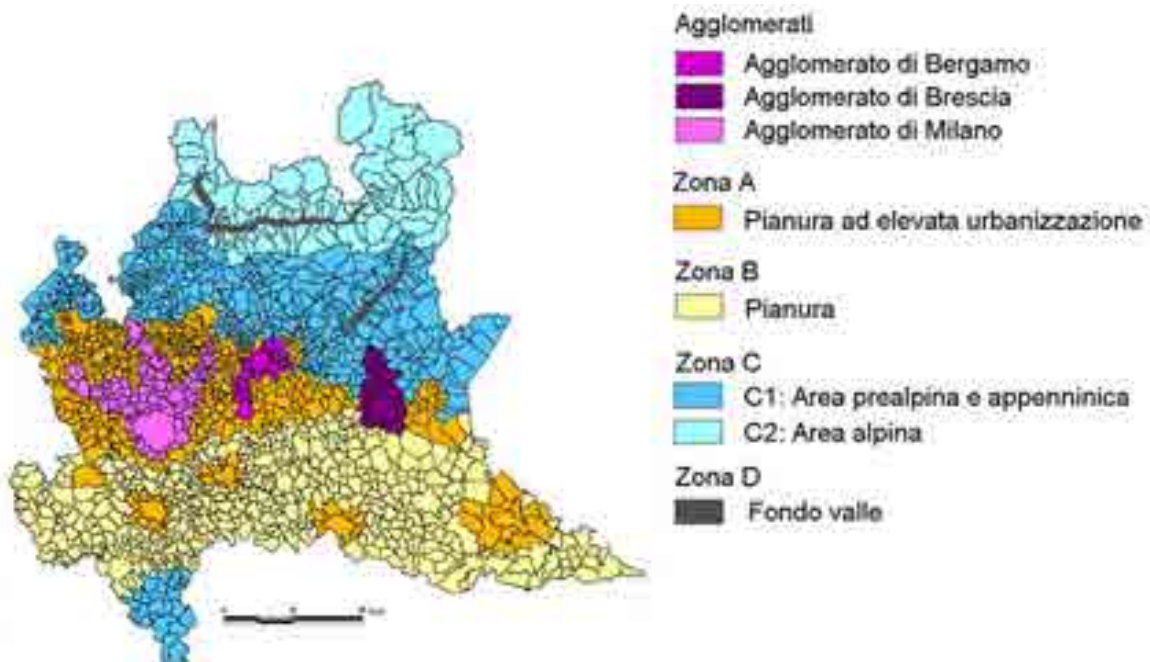 Agglomerati
Agglomerato di Bergamo
Agglomerato di Brescia
Agglomerato di Milano
Zona A
Pianura ad elevata urbanizzazione
Zona B
Pianura
Zona C
C1: Area prealpina e appenninica
C2: Area alpina
Zona D
Fondo valle